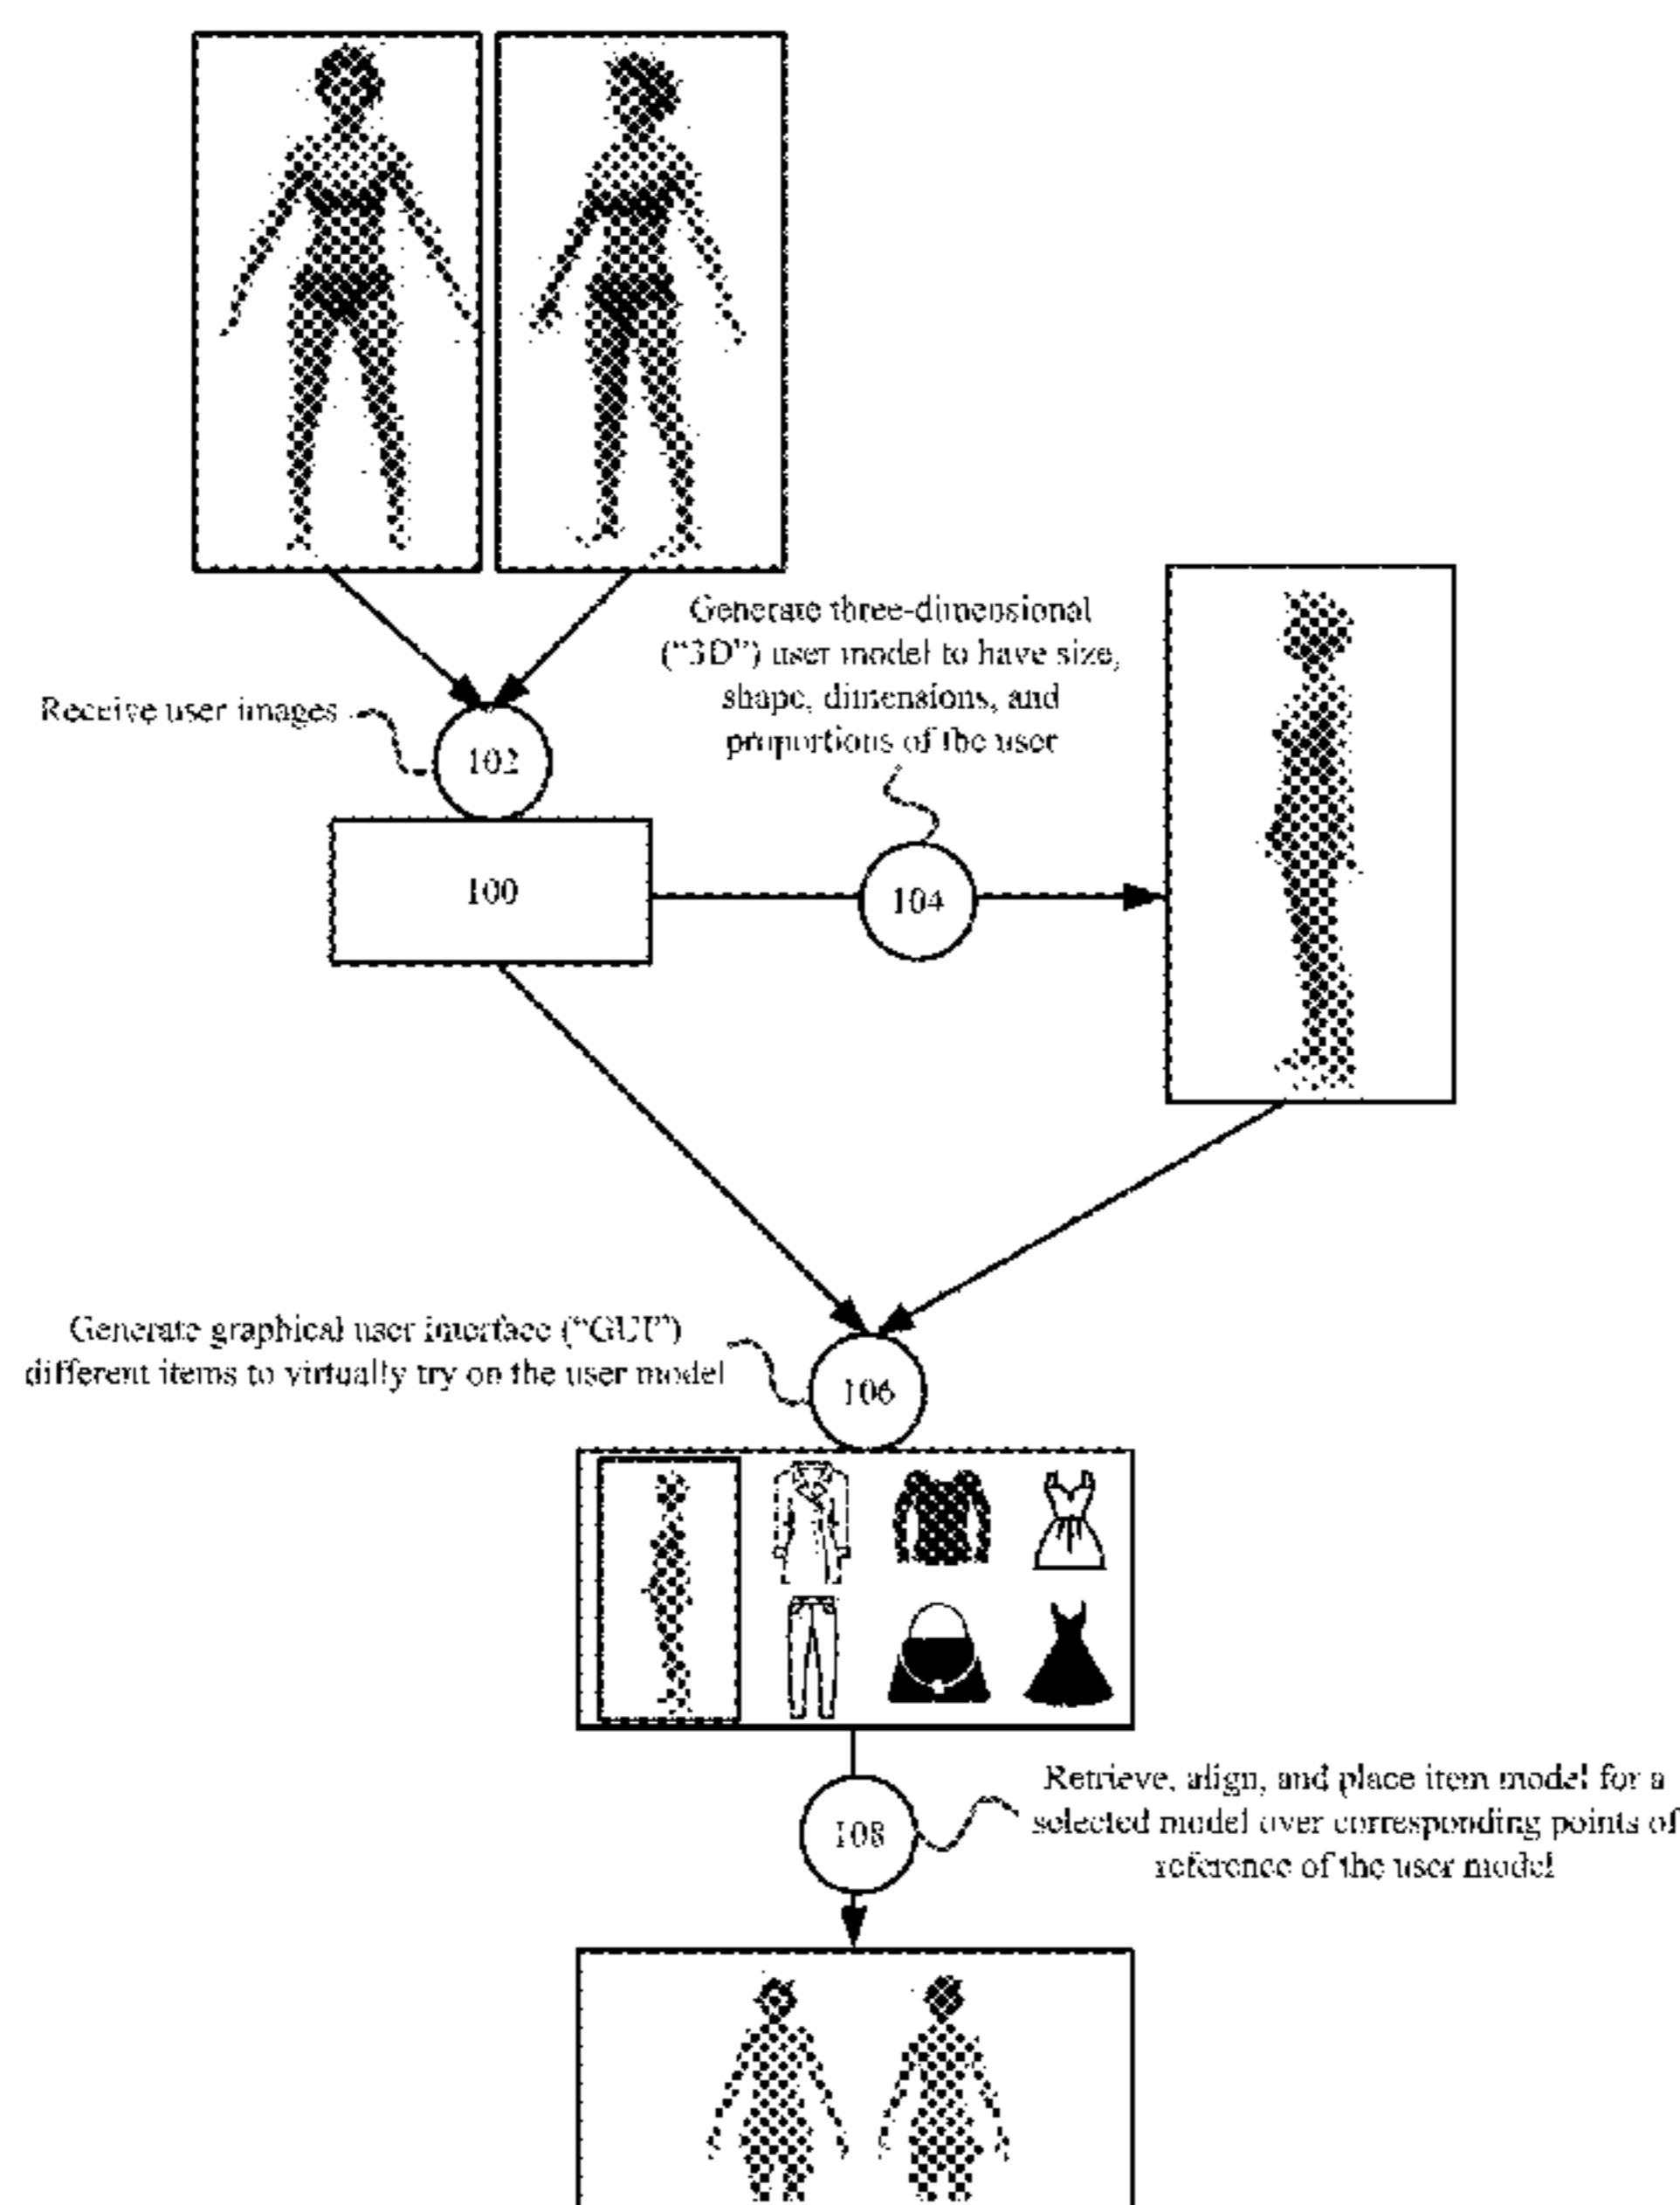 Generate three-dimensional
("3D") user model to have size,
shape, dimensions, and
proportions of the user
Receive user images
102
100
104
Generate graphical user interface ("GUI")
different items to virtually try on the user model
106
Retrieve, align, and place item model for a
selected model over corresponding points of
reference of the user model
108